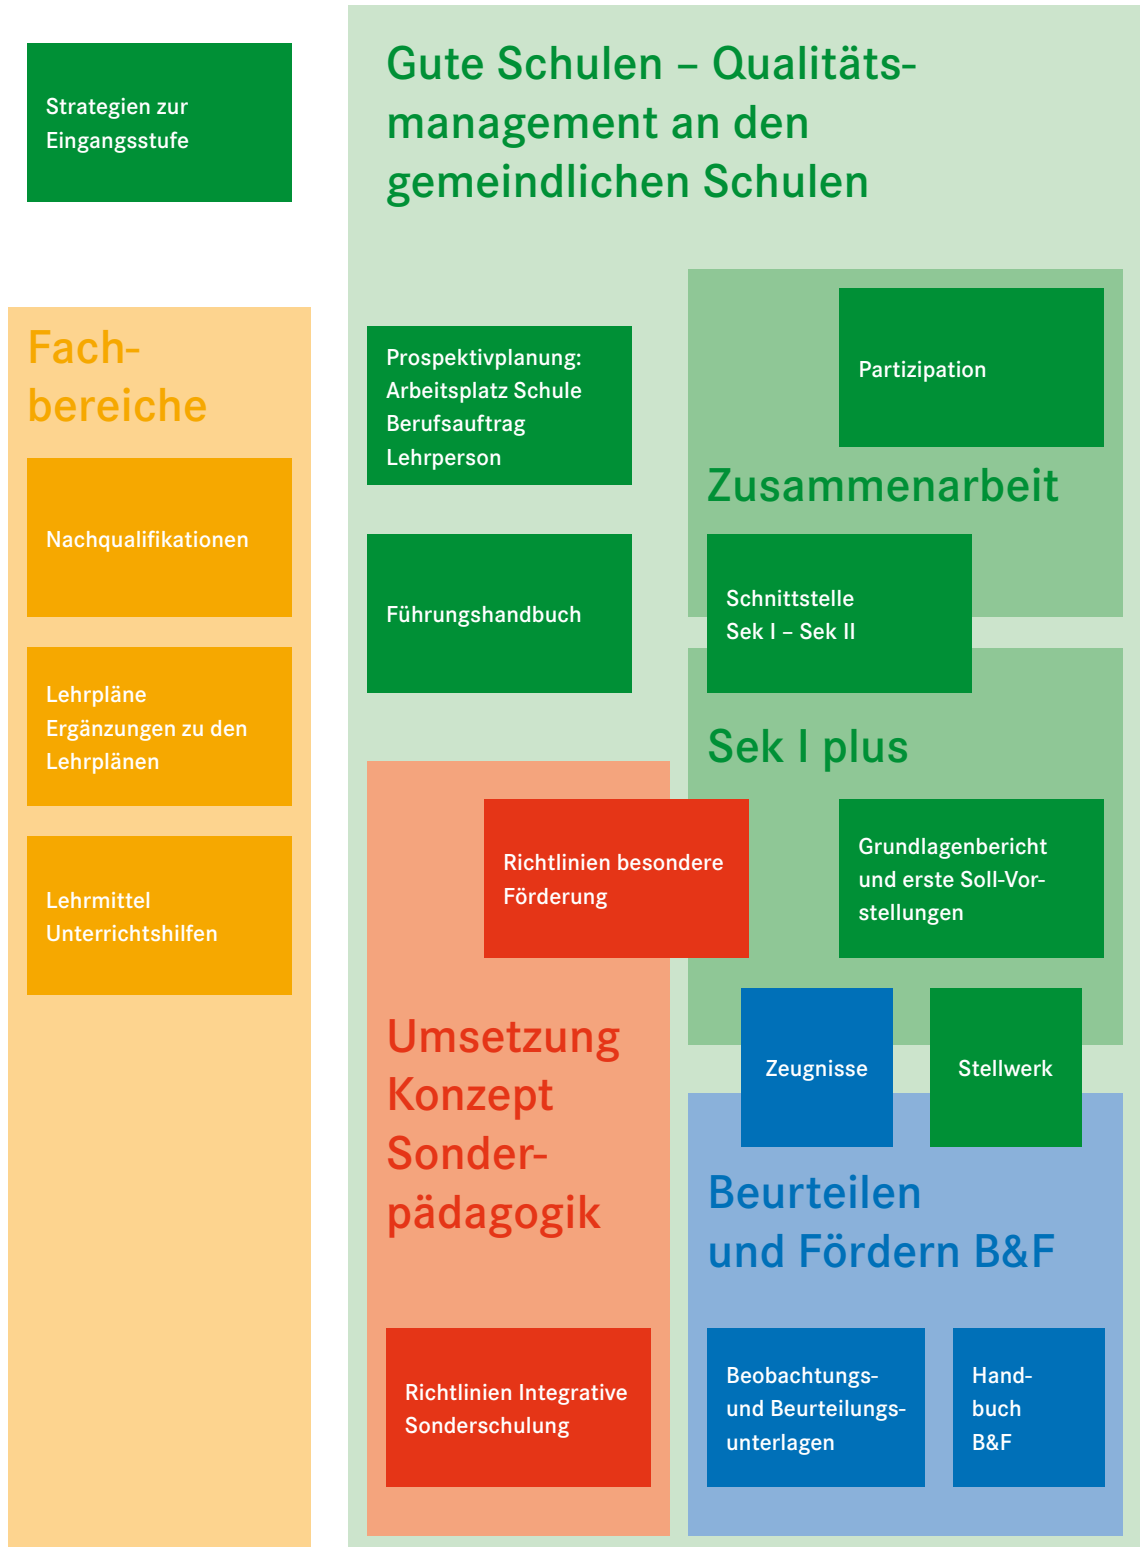 Strategien zur
Eingangsstufe
Gute Schulen – Qualitäts-
management an den
gemeindlichen Schulen
Fach-
bereiche
Nachqualifikationen
Lehrpläne
Ergänzungen zu den
Lehrplänen
Lehrmittel
Unterrichtshilfen
Prospektivplanung:
Arbeitsplatz Schule
Berufsauftrag
Lehrperson
Führungshandbuch
Partizipation
Zusammenarbeit
Schnittstelle
Sek I – Sek II
Sek I plus
Richtlinien besondere
Förderung
Grundlagenbericht
und erste Soll-Vor-
stellungen
Umsetzung
Konzept
Sonder-
pädagogik
Zeugnisse
Stellwerk
Beurteilen
und Fördern B&F
Richtlinien Integrative
Sonderschulung
Beobachtungs-
und Beurteilungs-
unterlagen
Hand-
buch
B&F